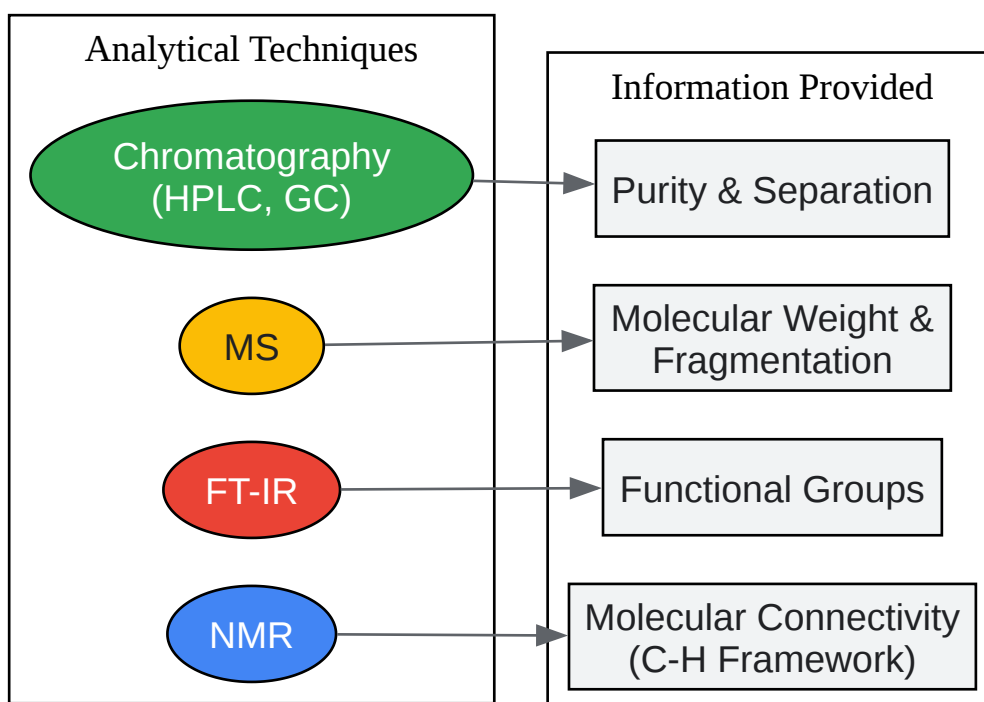 Analytical Techniques
Chromatography
(HPLC, GC)
MS
FT-IR
NMR
Information Provided
Purity & Separation
Molecular Weight &
Fragmentation
Functional Groups
Molecular Connectivity
(C-H Framework)